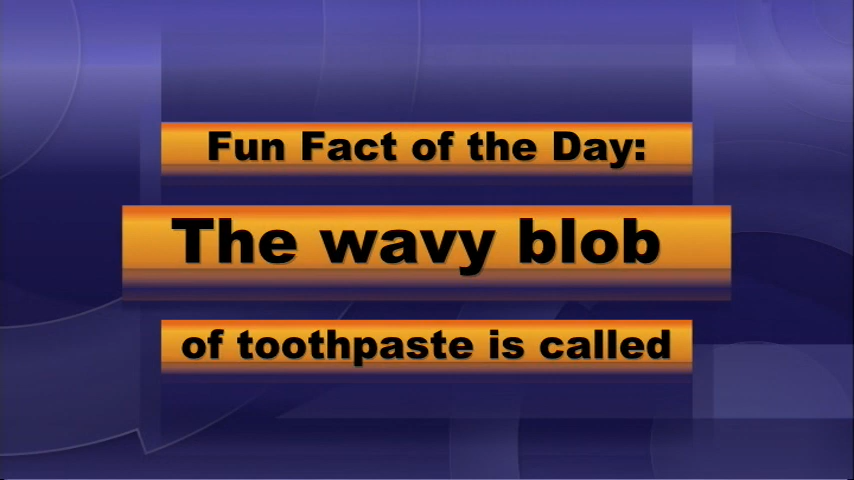 Fun Fact of the Day:
The wavy blob
of toothpaste is called